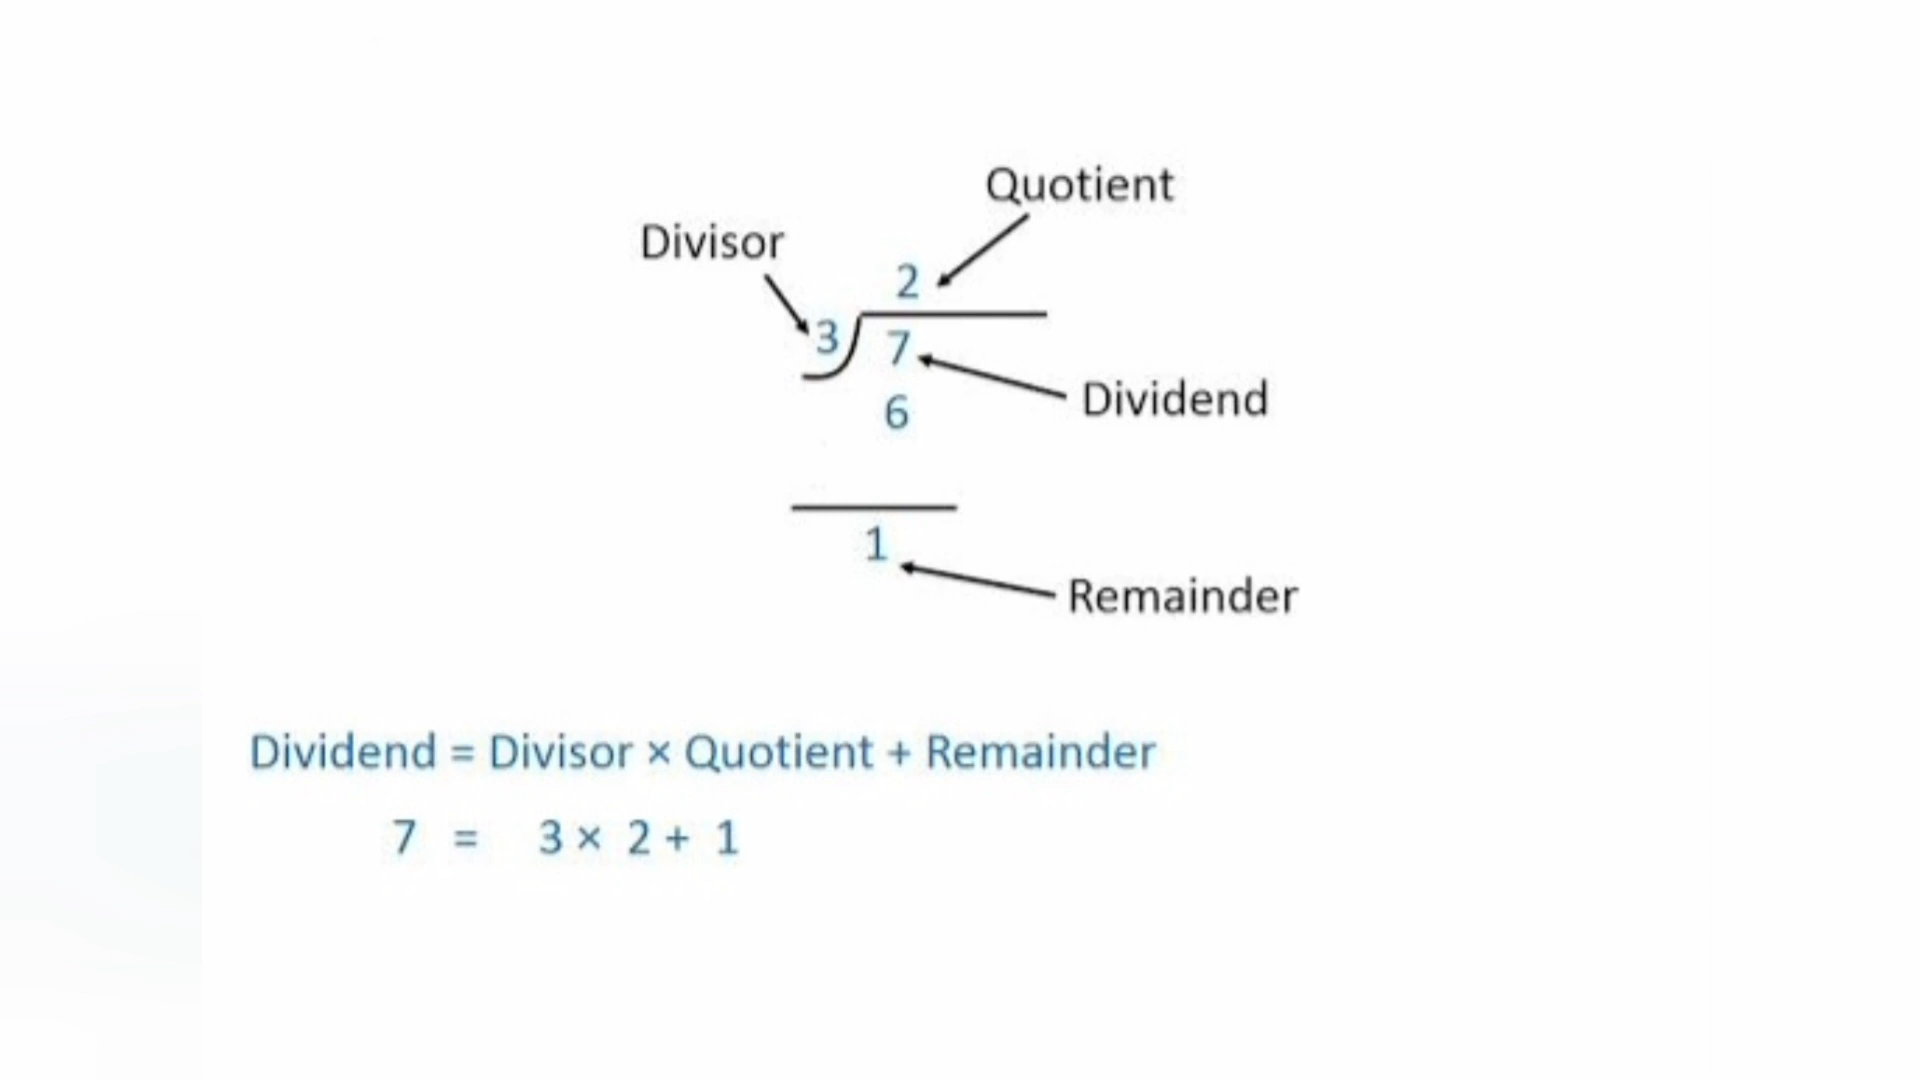 Quotient
Divisor
2
3 7
Dividend
6
1
Remainder
Dividend = Divisor × Quotient + Remainder
7 = 3 × 2 + 1